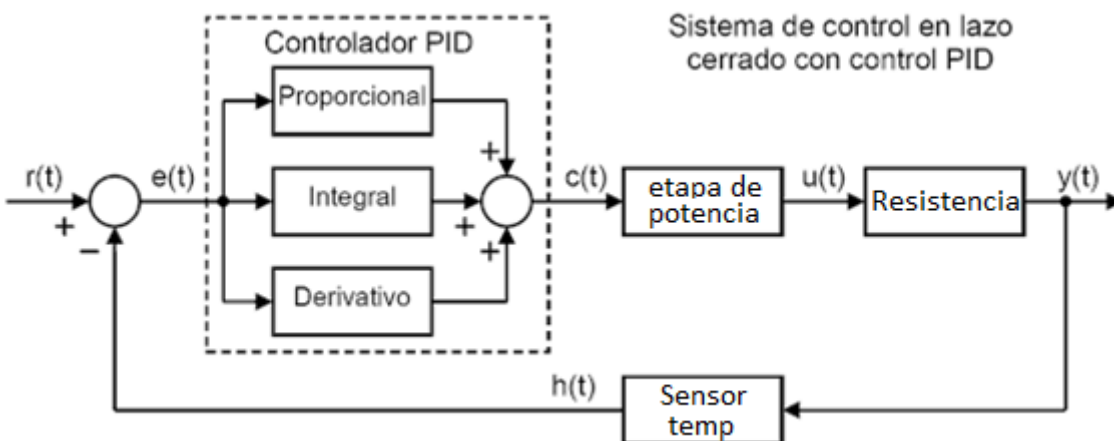 Controlador PID
Sistema de control en lazo
cerrado con control PID
Proporcional
r(t)
e(t)
Integral
c(t)
etapa de
potencia
u(t)
Resistencia
y(t)
+
−
+
+
+
Derivativo
h(t)
Sensor
temp